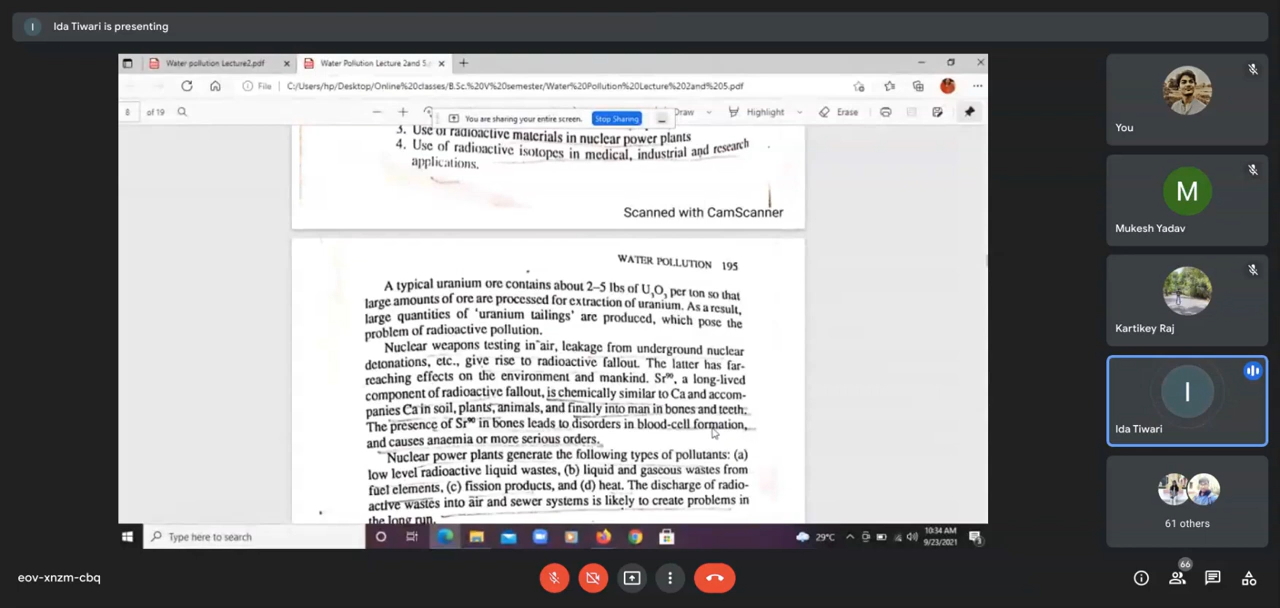 Ida Tiwari is presenting
Water pollution Lecture2.pdf
Water Pollution Lecture 2and 5.
File
C:/Users/hp/Desktop/Online%20classes/B.Sc.%20V%20semester/Water%20Pollution%20Lecture%202and%205.pdf
8 of 19
You are sharing your entire screen.
Stop Sharing
Draw
Highlight
Erase
3. Use of radioactive materials in nuclear power plants
4. Use of radioactive isotopes in medical, industrial and research
applications.
Scanned with CamScanner
WATER POLLUTION 195
A typical uranium ore contains about 2–5 lbs of U3O8 per ton so that
large amounts of ore are processed for extraction of uranium. As a result,
large quantities of 'uranium tailings' are produced, which pose the
problem of radioactive pollution.
Nuclear weapons testing in air, leakage from underground nuclear
detonations, etc., give rise to radioactive fallout. The latter has far-
reaching effects on the environment and mankind. Sr90, a long-lived
component of radioactive fallout, is chemically similar to Ca and accom-
panies Ca in soil, plants, animals, and finally into man in bones and teeth.
The presence of Sr90 in bones leads to disorders in blood-cell formation,
and causes anaemia or more serious orders.
Nuclear power plants generate the following types of pollutants: (a)
low level radioactive liquid wastes, (b) liquid and gaseous wastes from
fuel elements, (c) fission products, and (d) heat. The discharge of radio-
active wastes into air and sewer systems is likely to create problems in
the long run.
Type here to search
29°C
10:34 AM
9/23/2021
You
M
Mukesh Yadav
Kartikey Raj
I
Ida Tiwari
61 others
eov-xnzm-cbq
66